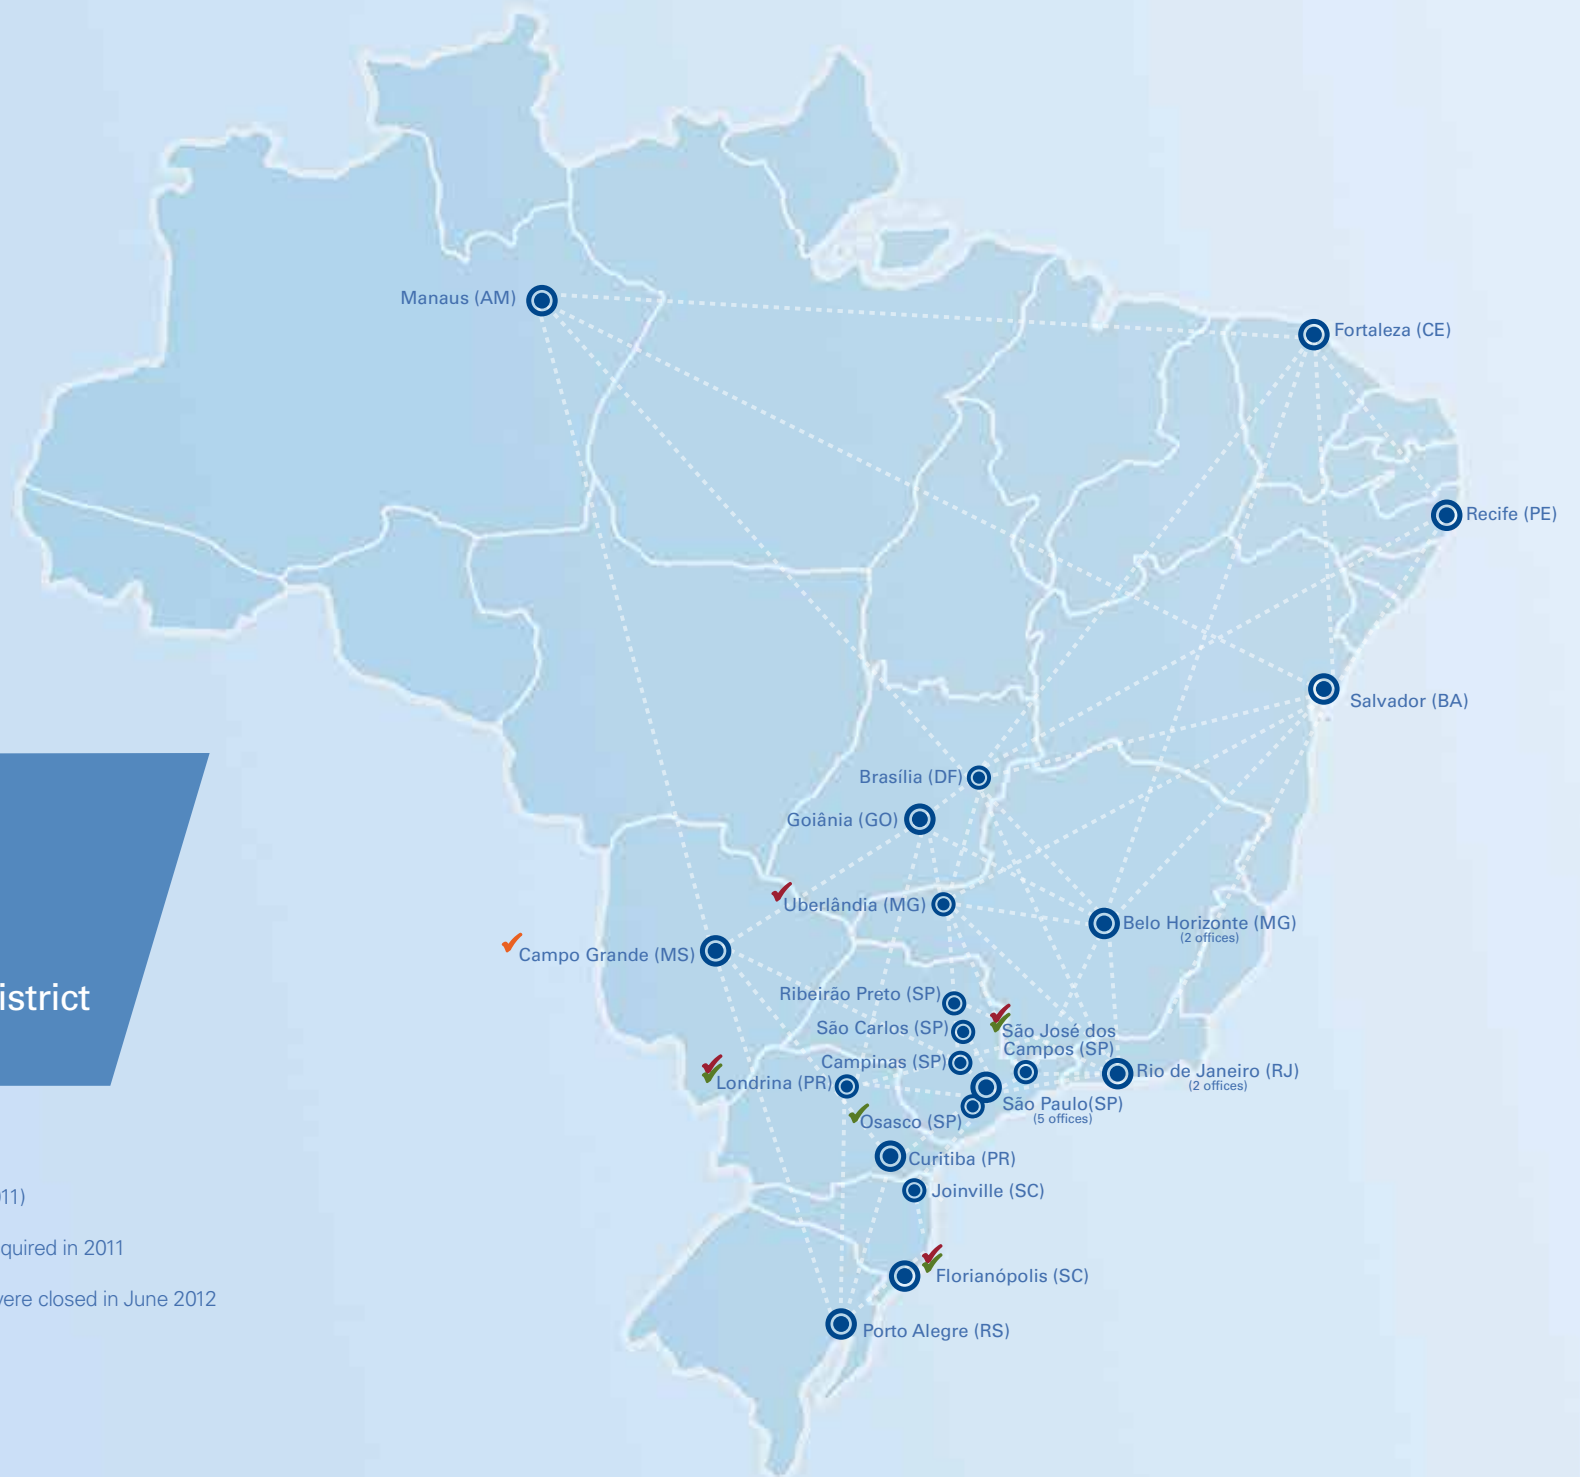 Manaus (AM)
Fortaleza (CE)
Recife (PE)
Salvador (BA)
Brasília (DF)
Goiânia (GO)
Uberlândia (MG)
Belo Horizonte (MG)
(2 offices)
Campo Grande (MS)
istrict
Ribeirão Preto (SP)
São Carlos (SP)
São José dos
Campos (SP)
Campinas (SP)
Rio de Janeiro (RJ)
(2 offices)
Londrina (PR)
São Paulo(SP)
(5 offices)
Osasco (SP)
Curitiba (PR)
Joinville (SC)
11)
quired in 2011
Florianópolis (SC)
vere closed in June 2012
Porto Alegre (RS)